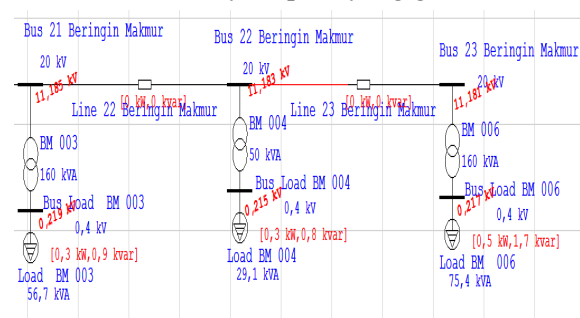 Bus 21 Beringin Makmur
20 kV
11,185 kV
[0 kW,0 kvar]
Line 22 Beringin Makmur
BM 003
160 kVA
Bus Load BM 003
0,219 kV
0,4 kV
[0,3 kW,0,9 kvar]
Load BM 003
56,7 kVA
Bus 22 Beringin Makmur
20 kV
11,183 kV
[0 kW,0 kvar]
Line 23 Beringin Makmur
BM 004
50 kVA
Bus Load BM 004
0,215 kV
0,4 kV
[0,3 kW,0,8 kvar]
Load BM 004
29,1 kVA
Bus 23 Beringin Makmur
20 kV
11,181 kV
BM 006
160 kVA
Bus Load BM 006
0,217 kV
0,4 kV
[0,5 kW,1,7 kvar]
Load BM 006
75,4 kVA